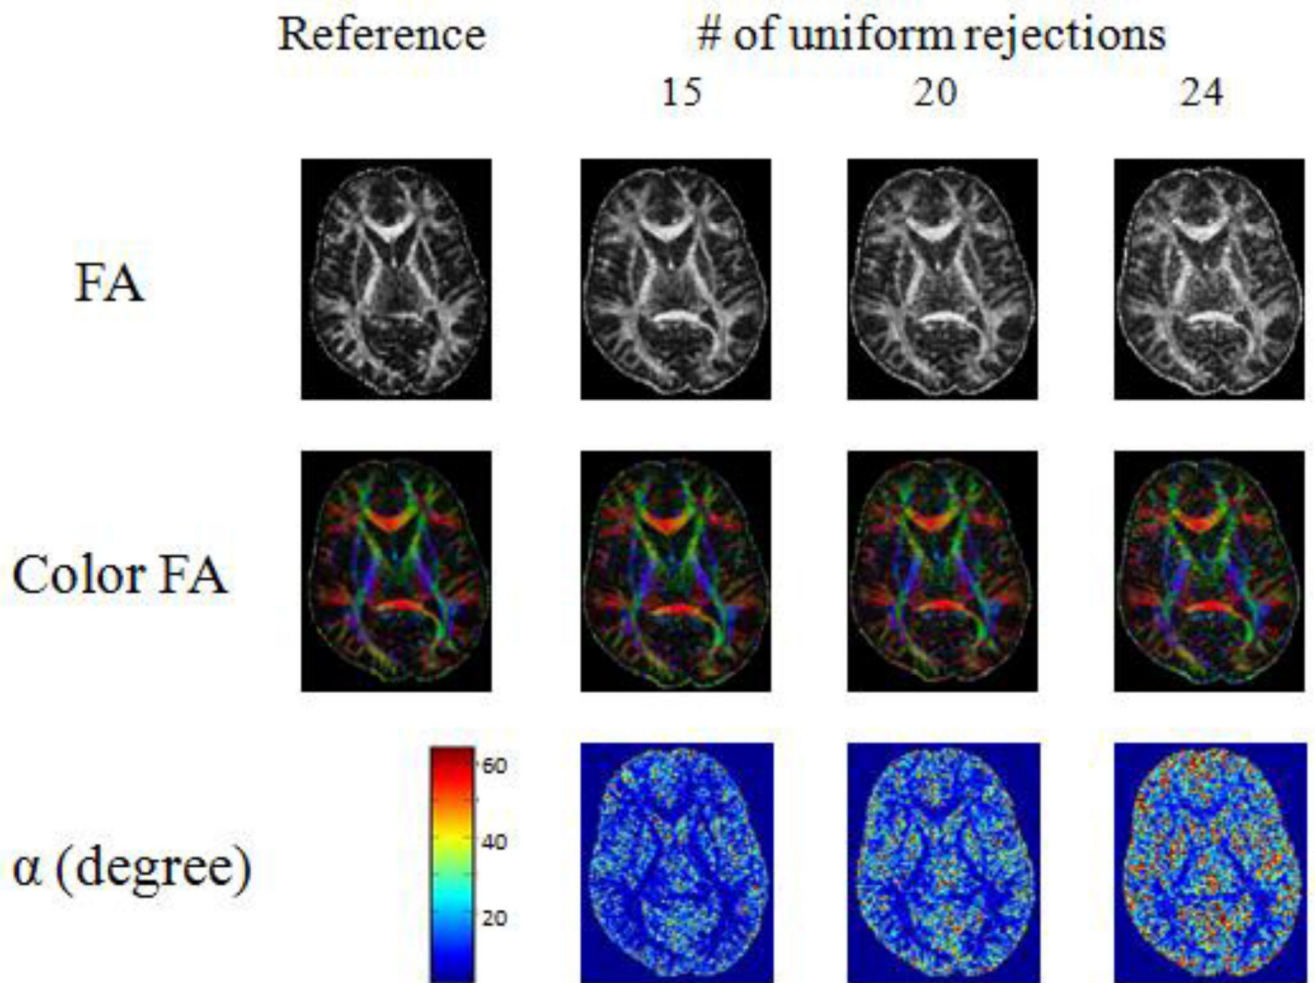 Reference
# of uniform rejections
15 20 24
FA
Color FA
α (degree)
60
40
20